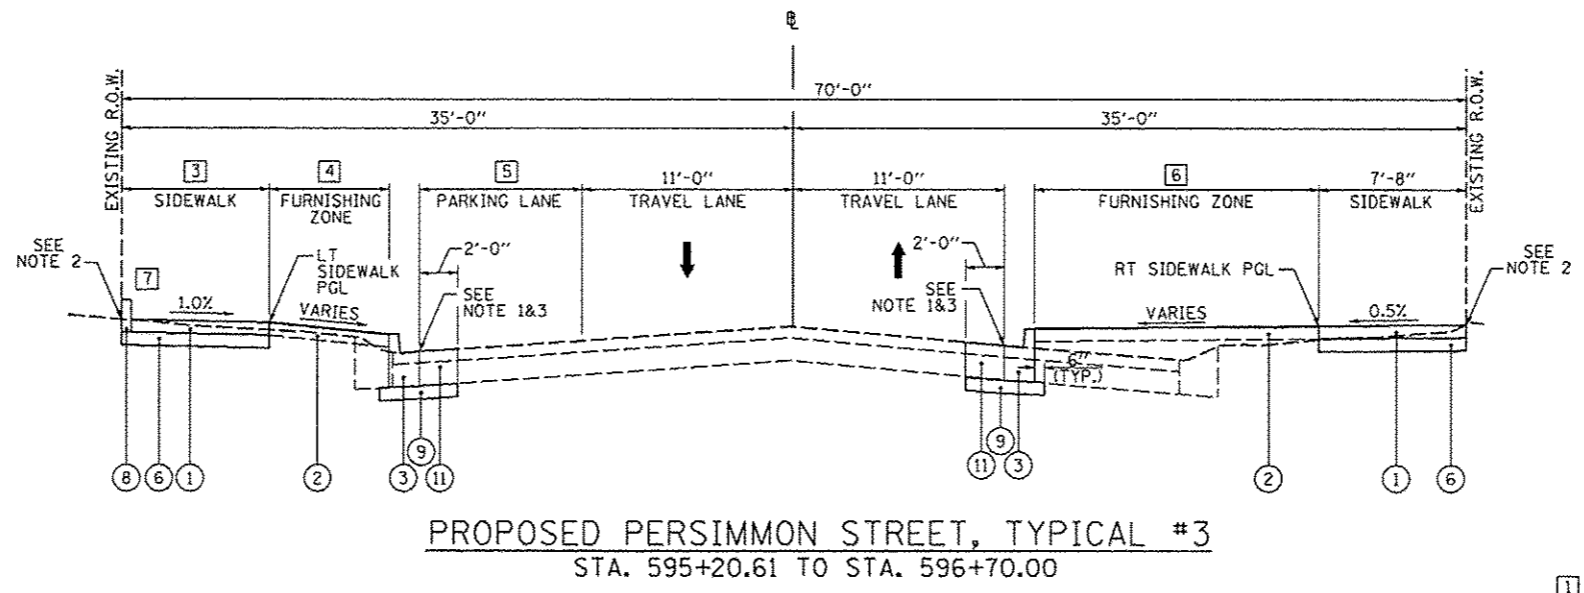 ℄
70'-0"
35'-0"
35'-0"
EXISTING R.O.W.
EXISTING R.O.W.
3
4
5
11'-0"
11'-0"
6
7'-8"
SIDEWALK
FURNISHING
ZONE
PARKING LANE
TRAVEL LANE
TRAVEL LANE
FURNISHING ZONE
SIDEWALK
SEE
NOTE 2
7
1.0%
LT
SIDEWALK
PGL
VARIES
2'-0"
SEE
NOTE 1&3
2'-0"
SEE
NOTE 1&3
RT SIDEWALK PGL
VARIES
0.5%
SEE
NOTE 2
6"
(TYP.)
8
6
1
2
3
9
11
11
9
3
2
1
6
PROPOSED PERSIMMON STREET, TYPICAL #3
STA. 595+20.61 TO STA. 596+70.00
1